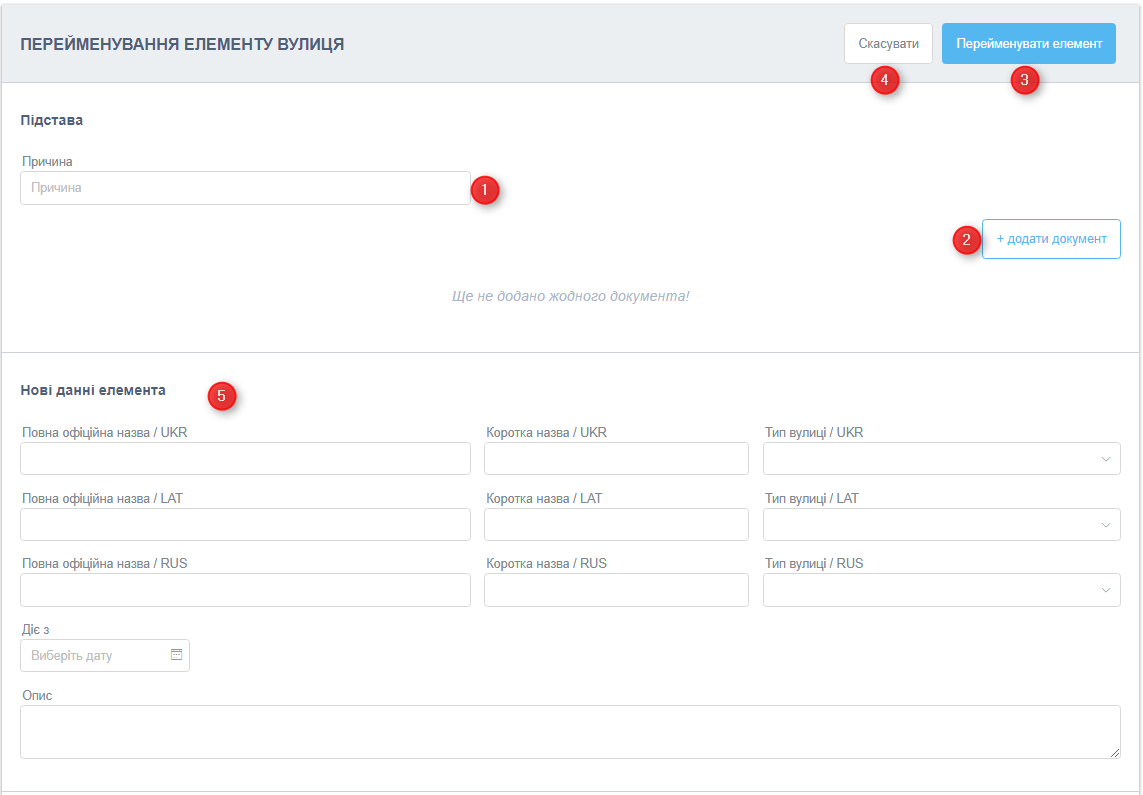 ПЕРЕЙМЕНУВАННЯ ЕЛЕМЕНТУ ВУЛИЦЯ
Скасувати
Перейменувати елемент
4
3
Підстава
Причина
Причина
1
2
+ додати документ
Ще не додано жодного документа!
Нові данні елемента
5
Повна офіційна назва / UKR
Коротка назва / UKR
Тип вулиці / UKR
Повна офіційна назва / LAT
Коротка назва / LAT
Тип вулиці / LAT
Повна офіційна назва / RUS
Коротка назва / RUS
Тип вулиці / RUS
Діє з
Виберіть дату
Опис